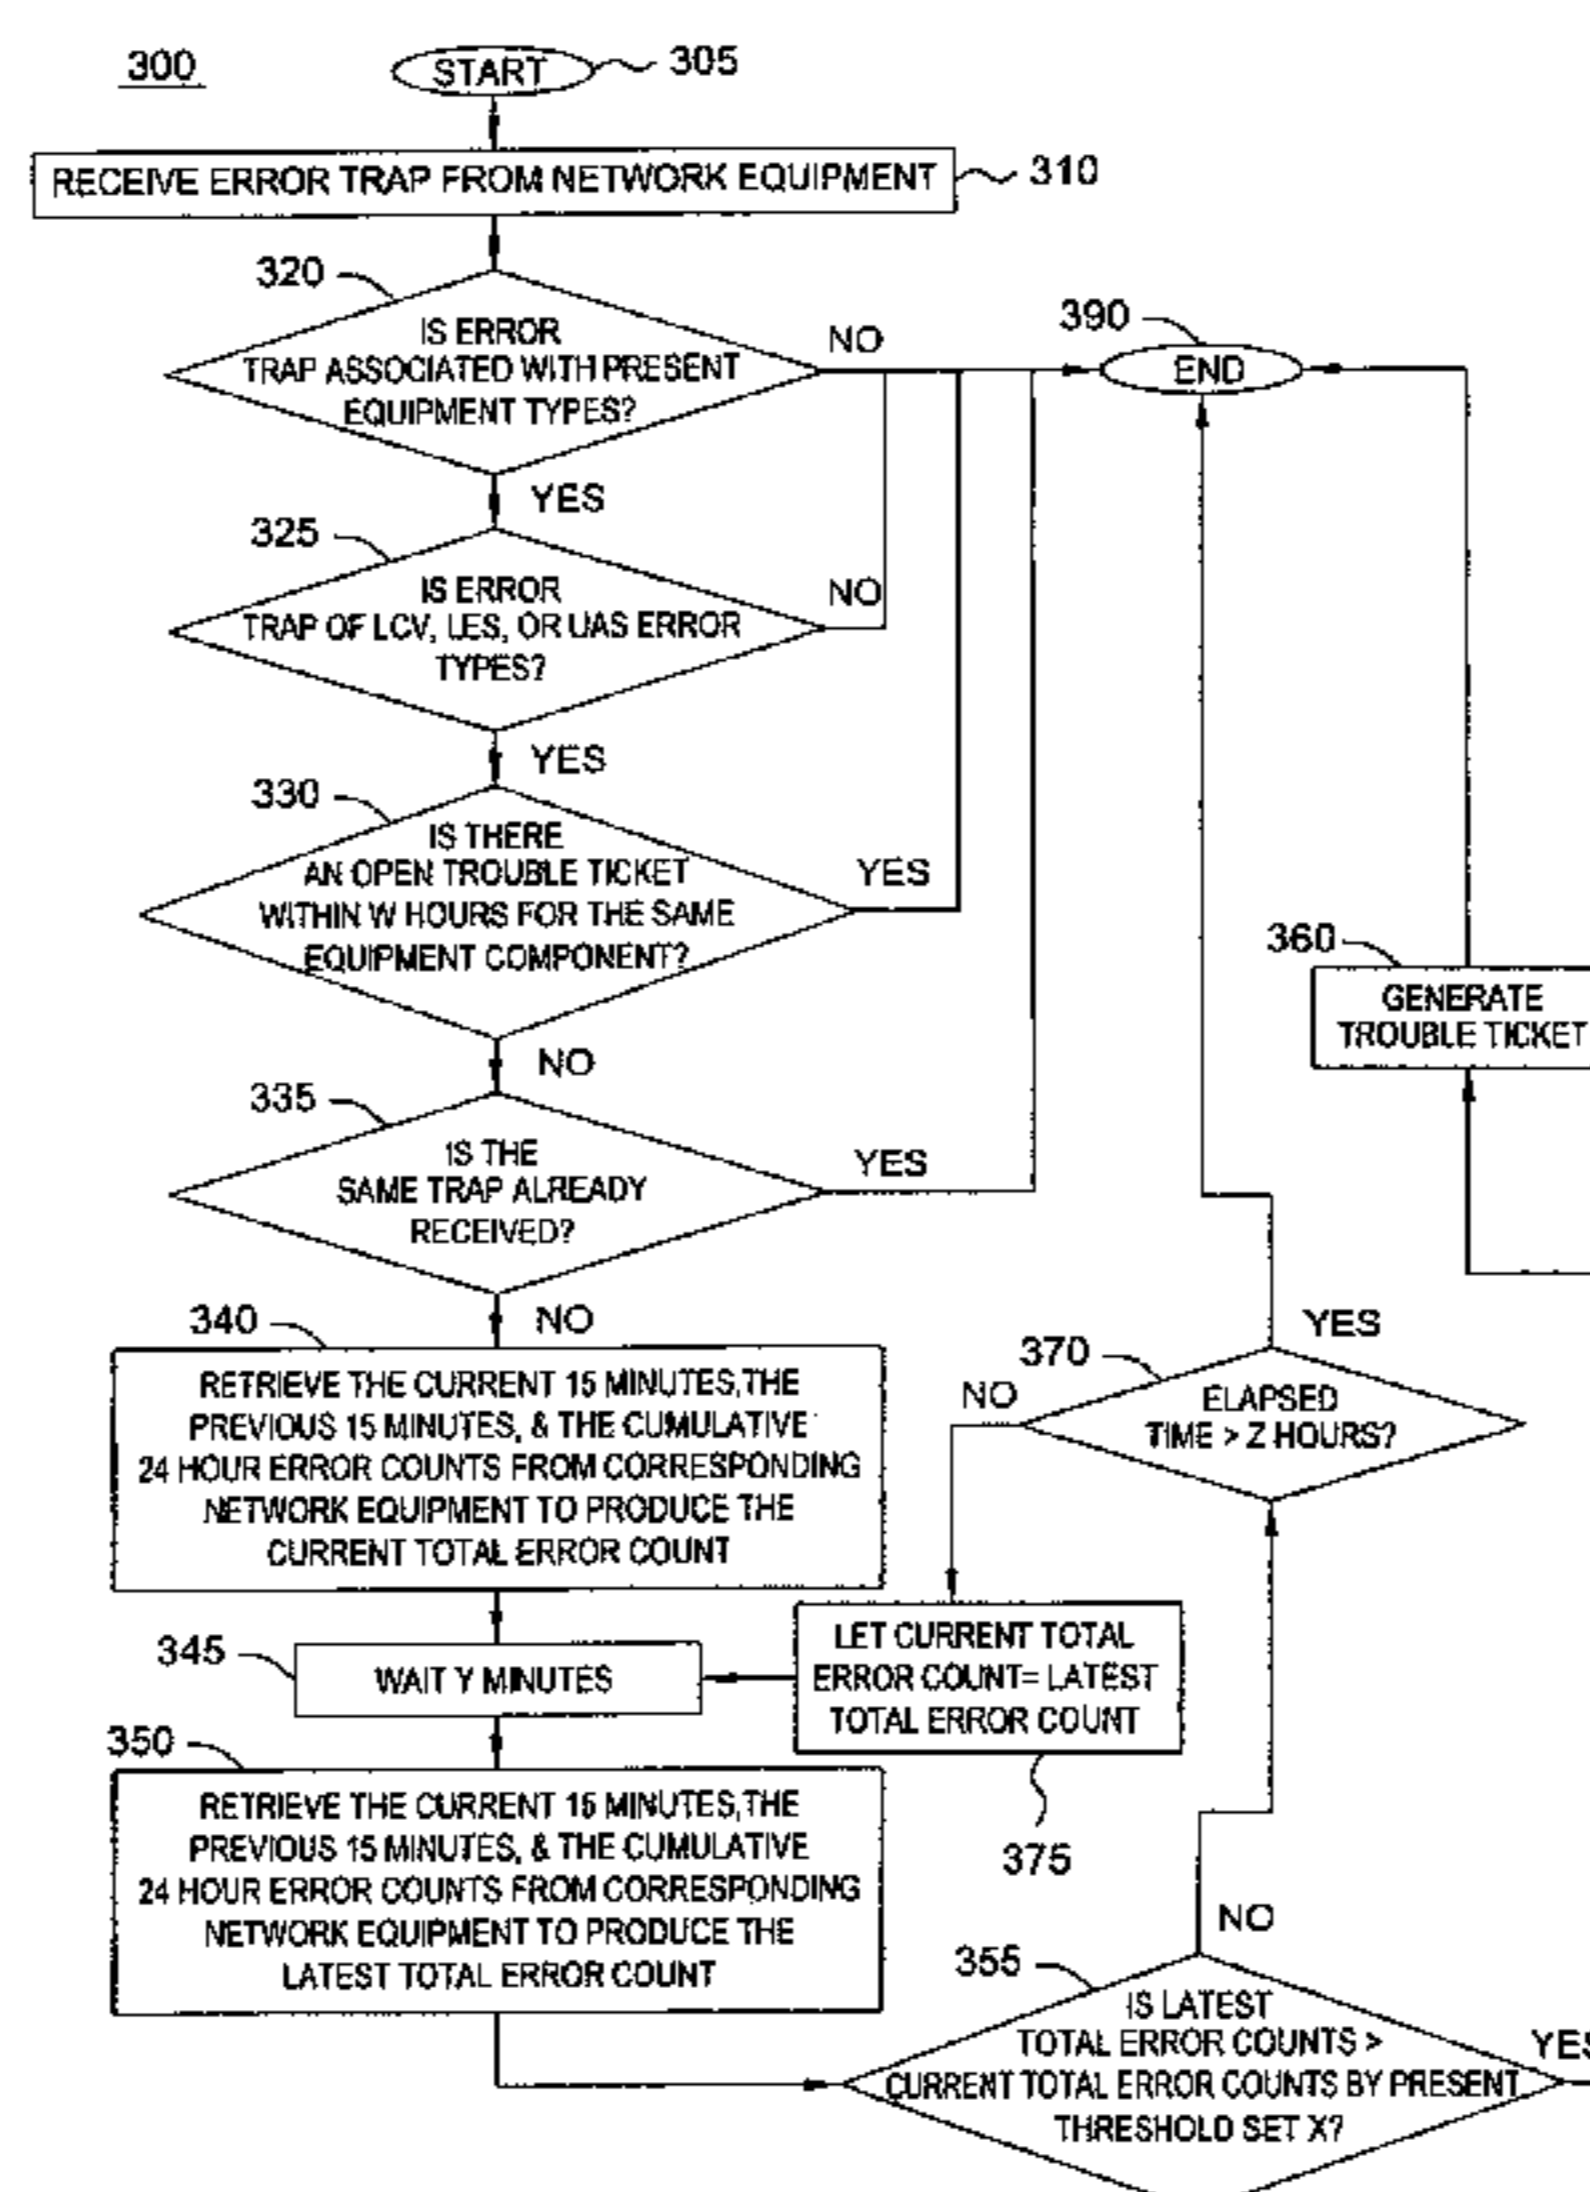 300
START
305
RECEIVE ERROR TRAP FROM NETWORK EQUIPMENT
310
320
IS ERROR
TRAP ASSOCIATED WITH PRESENT
EQUIPMENT TYPES?
NO
390
END
YES
325
IS ERROR
TRAP OF LCV, LES, OR UAS ERROR
TYPES?
NO
YES
330
IS THERE
AN OPEN TROUBLE TICKET
WITHIN W HOURS FOR THE SAME
EQUIPMENT COMPONENT?
YES
360
GENERATE
TROUBLE TICKET
NO
335
IS THE
SAME TRAP ALREADY
RECEIVED?
YES
NO
340
RETRIEVE THE CURRENT 15 MINUTES,THE
PREVIOUS 15 MINUTES, & THE CUMULATIVE
24 HOUR ERROR COUNTS FROM CORRESPONDING
NETWORK EQUIPMENT TO PRODUCE THE
CURRENT TOTAL ERROR COUNT
YES
370
NO
ELAPSED
TIME > Z HOURS?
345
WAIT Y MINUTES
LET CURRENT TOTAL
ERROR COUNT= LATEST
TOTAL ERROR COUNT
375
350
RETRIEVE THE CURRENT 15 MINUTES,THE
PREVIOUS 15 MINUTES, & THE CUMULATIVE
24 HOUR ERROR COUNTS FROM CORRESPONDING
NETWORK EQUIPMENT TO PRODUCE THE
LATEST TOTAL ERROR COUNT
NO
355
IS LATEST
TOTAL ERROR COUNTS >
CURRENT TOTAL ERROR COUNTS BY PRESENT
THRESHOLD SET X?
YES